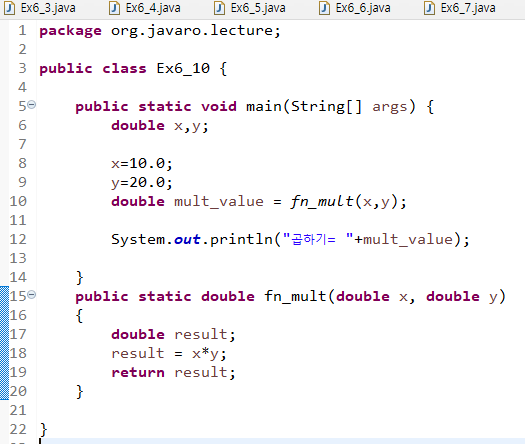 Ex6_3.java Ex6_4.java Ex6_5.java Ex6_6.java Ex6_7.java
1 package org.javaro.lecture;
2
3 public class Ex6_10 {
4
5 public static void main(String[] args) {
6 double x,y;
7
8 x=10.0;
9 y=20.0;
10 double mult_value = fn_mult(x,y);
11
12 System.out.println("곱하기= "+mult_value);
13
14 }
15 public static double fn_mult(double x, double y)
16 {
17 double result;
18 result = x*y;
19 return result;
20 }
21
22 }